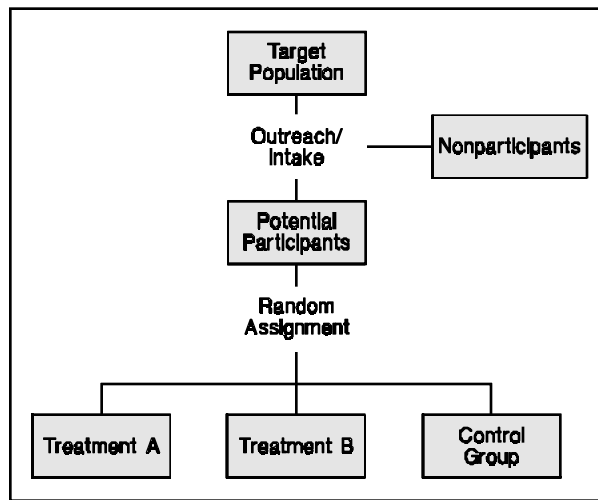 Target
Population
Outreach/
Intake
Nonparticipants
Potential
Participants
Random
Assignment
Treatment A
Treatment B
Control
Group